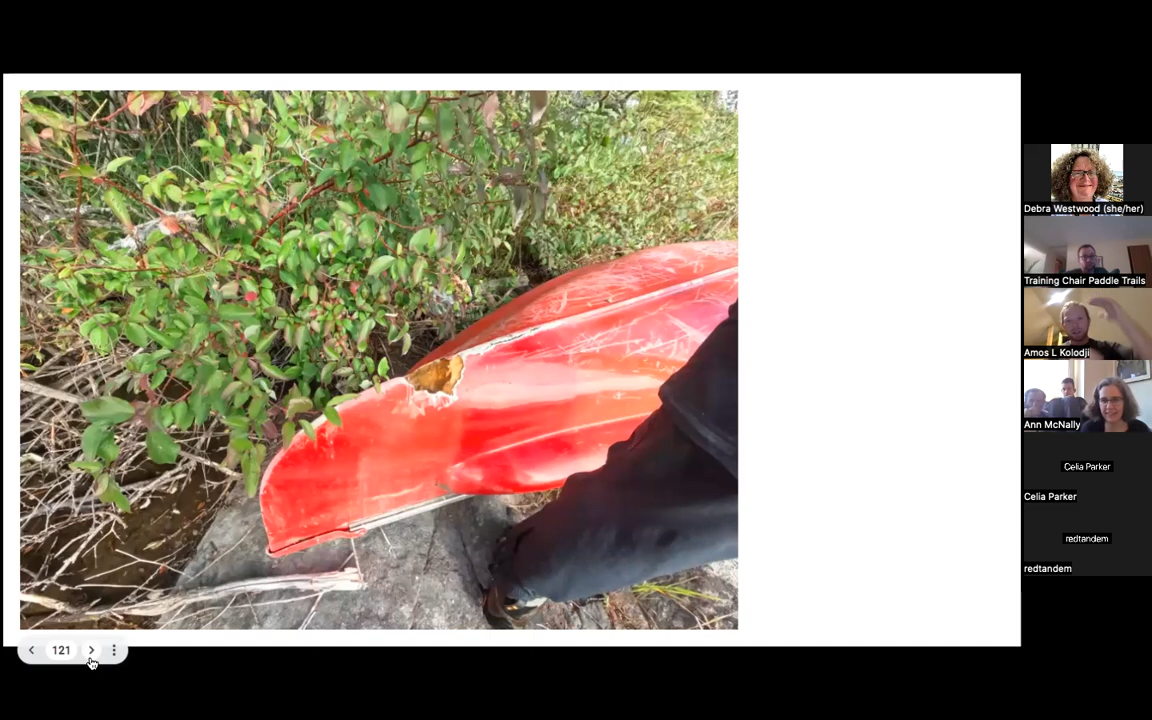 Debra Westwood (she/her)
Training Chair Paddle Trails
Amos L Kolodji
Ann McNally
Celia Parker
Celia Parker
redtandem
redtandem
121